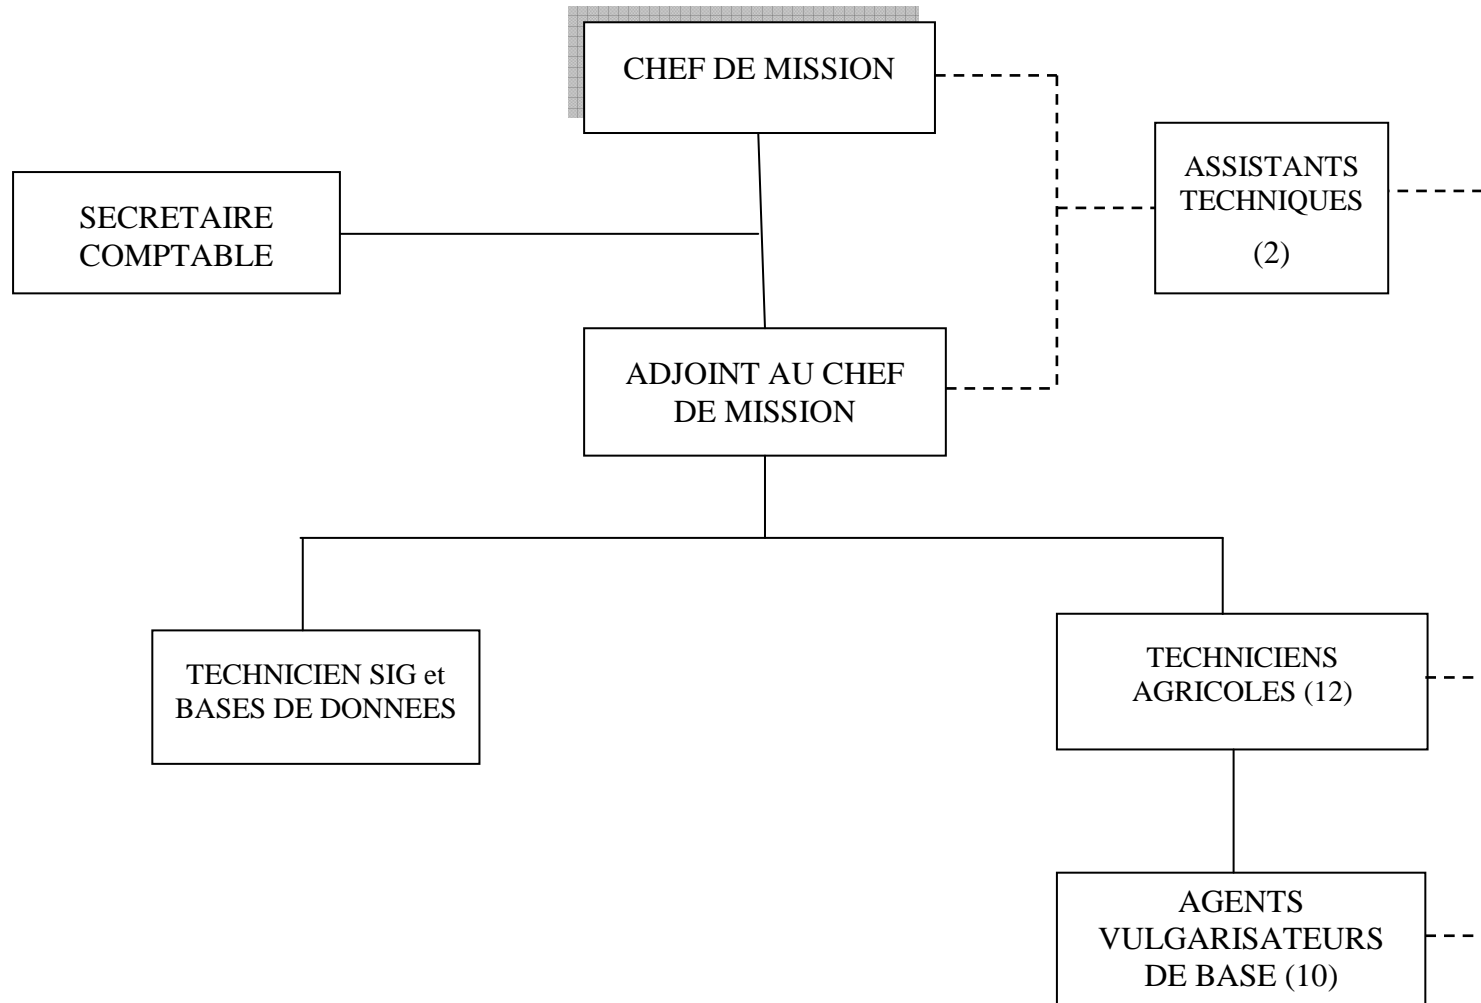 CHEF DE MISSION
ASSISTANTS
TECHNIQUES
(2)
SECRETAIRE
COMPTABLE
ADJOINT AU CHEF
DE MISSION
TECHNICIEN SIG et
BASES DE DONNEES
TECHNICIENS
AGRICOLES (12)
AGENTS
VULGARISATEURS
DE BASE (10)